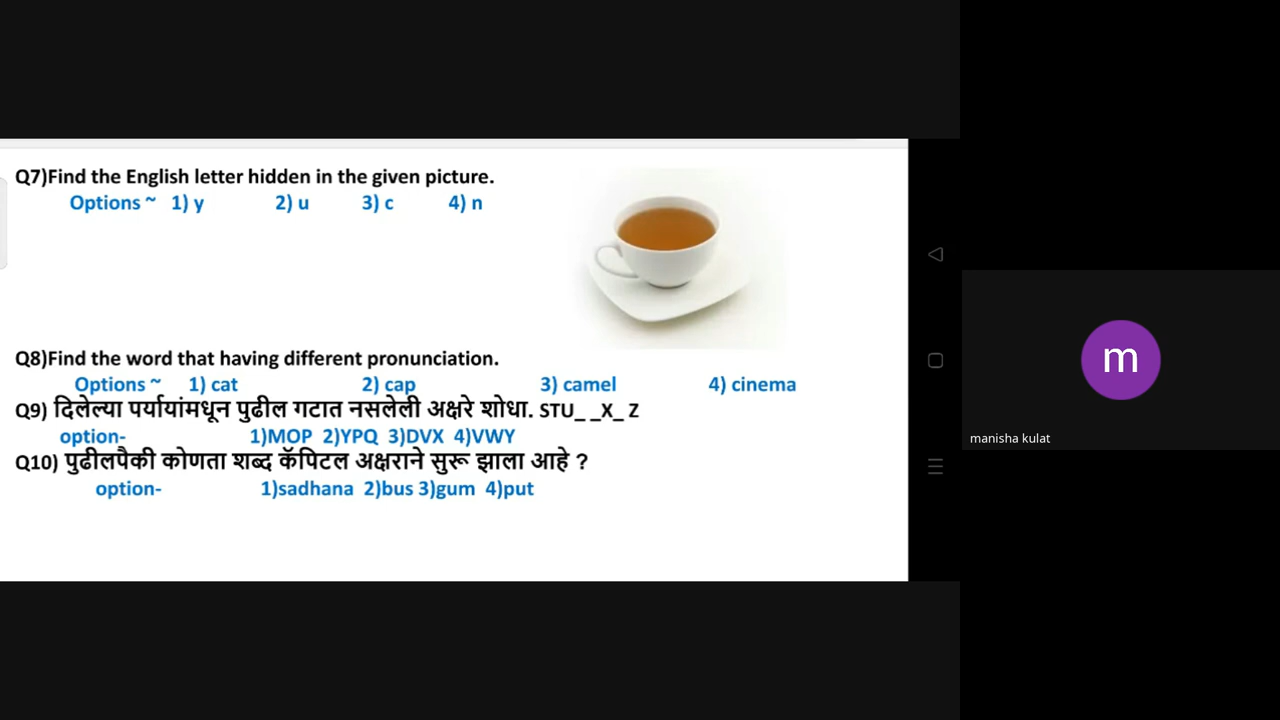 Q7)Find the English letter hidden in the given picture.
Options ~ 1) y 2) u 3) c 4) n
Q8)Find the word that having different pronunciation.
Options ~ 1) cat 2) cap 3) camel 4) cinema
Q9) दिलेल्या पर्यायांमधून पुढील गटात नसलेली अक्षरे शोधा. STU_ _X_ Z
option- 1)MOP 2)YPQ 3)DVX 4)VWY
Q10) पुढीलपैकी कोणता शब्द कॅपिटल अक्षराने सुरू झाला आहे ?
option- 1)sadhana 2)bus 3)gum 4)put
m
manisha kulat